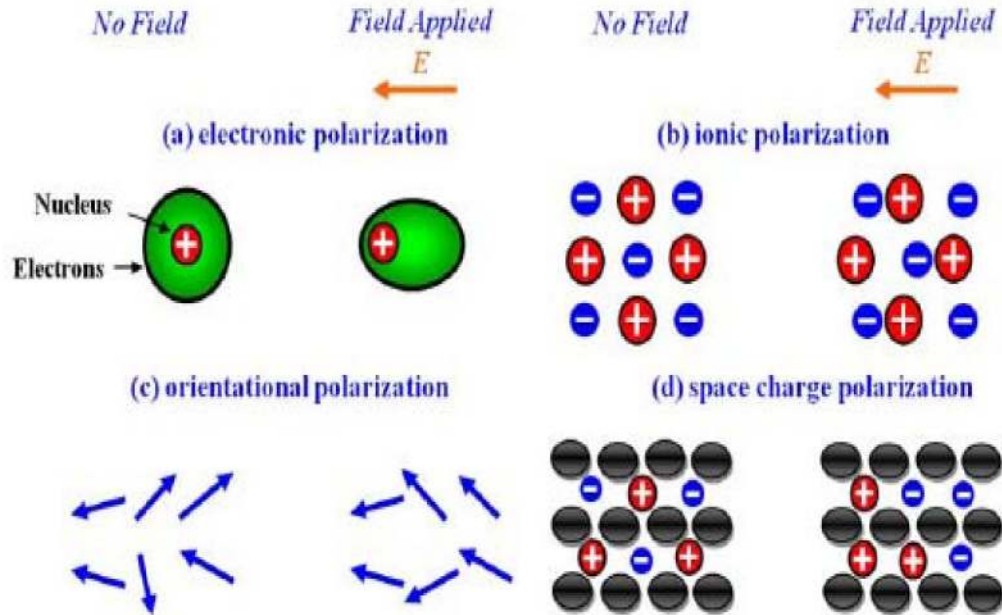 No Field
Field Applied
E
No Field
Field Applied
E
(a) electronic polarization
(b) ionic polarization
Nucleus
Electrons
+
+
- + -
+ - +
- + -
- + -
+ - +
- + -
(c) orientational polarization
(d) space charge polarization
- + -
+ - +
+ - -
+ + -